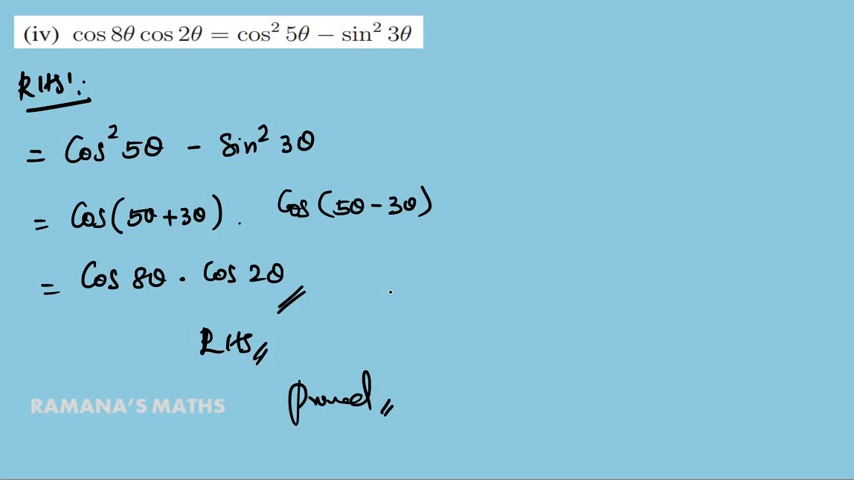 (iv) cos 8θ cos 2θ = cos² 5θ − sin² 3θ
RHS:
= Cos² 5θ - Sin² 3θ
= Cos(5θ+3θ) . Cos(5θ-3θ)
= Cos 8θ . Cos 2θ //
RHS //
proved //
RAMANA'S MATHS